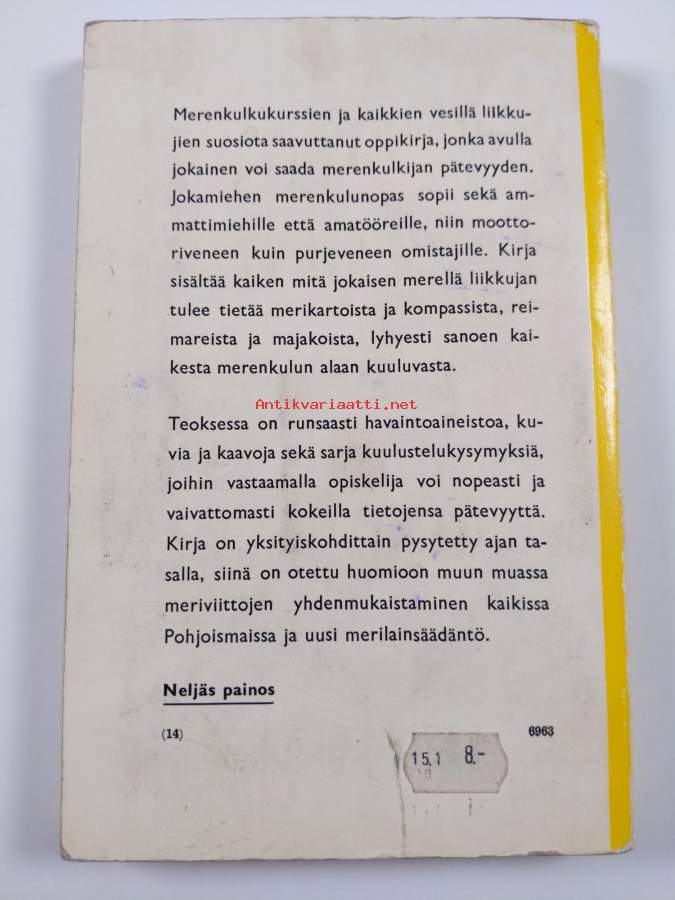 Merenkulkukurssien ja kaikkien vesillä liikku-
jien suosiota saavuttanut oppikirja, jonka avulla
jokainen voi saada merenkulkijan pätevyyden.
Jokamiehen merenkulunopas sopii sekä am-
mattimiehille että amatööreille, niin mootto-
riveneen kuin purjeveneen omistajille. Kirja
sisältää kaiken mitä jokaisen merellä liikkujan
tulee tietää merikartoista ja kompassista, rei-
mareista ja majakoista, lyhyesti sanoen kai-
kesta merenkulun alaan kuuluvasta.
Antikvariaatti.net
Teoksessa on runsaasti havaintoaineistoa, ku-
via ja kaavoja sekä sarja kuulustelukysymyksiä,
joihin vastaamalla opiskelija voi nopeasti ja
vaivattomasti kokeilla tietojensa pätevyyttä.
Kirja on yksityiskohdittain pysytetty ajan ta-
salla, siinä on otettu huomioon muun muassa
meriviittojen yhdenmukaistaminen kaikissa
Pohjoismaissa ja uusi merilainsäädäntö.
Neljäs painos
(14)
6963
15.1 8.-